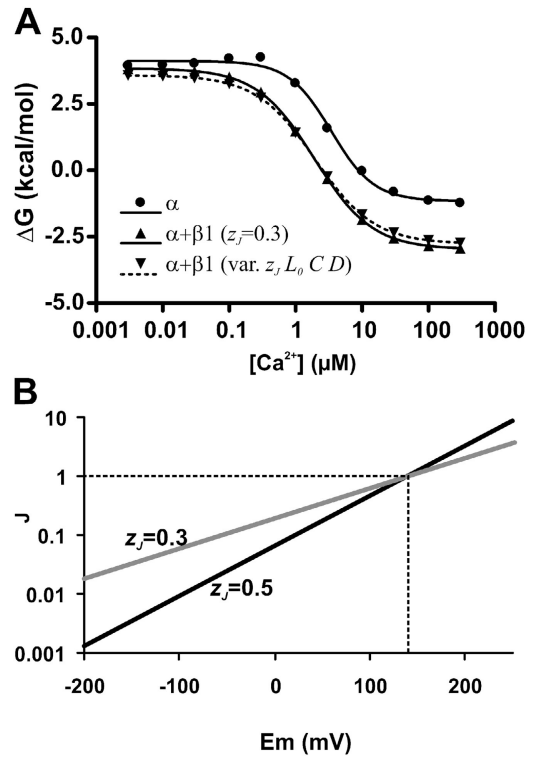 A
ΔG (kcal/mol)
5.0
2.5
0.0
-2.5
-5.0
α
α+β1 (zJ=0.3)
α+β1 (var. zJ L0 C D)
0.001 0.01 0.1 1 10 100 1000
[Ca2+] (µM)
B
J
10
1
0.1
0.01
0.001
zJ=0.3
zJ=0.5
-200 -100 0 100 200
Em (mV)